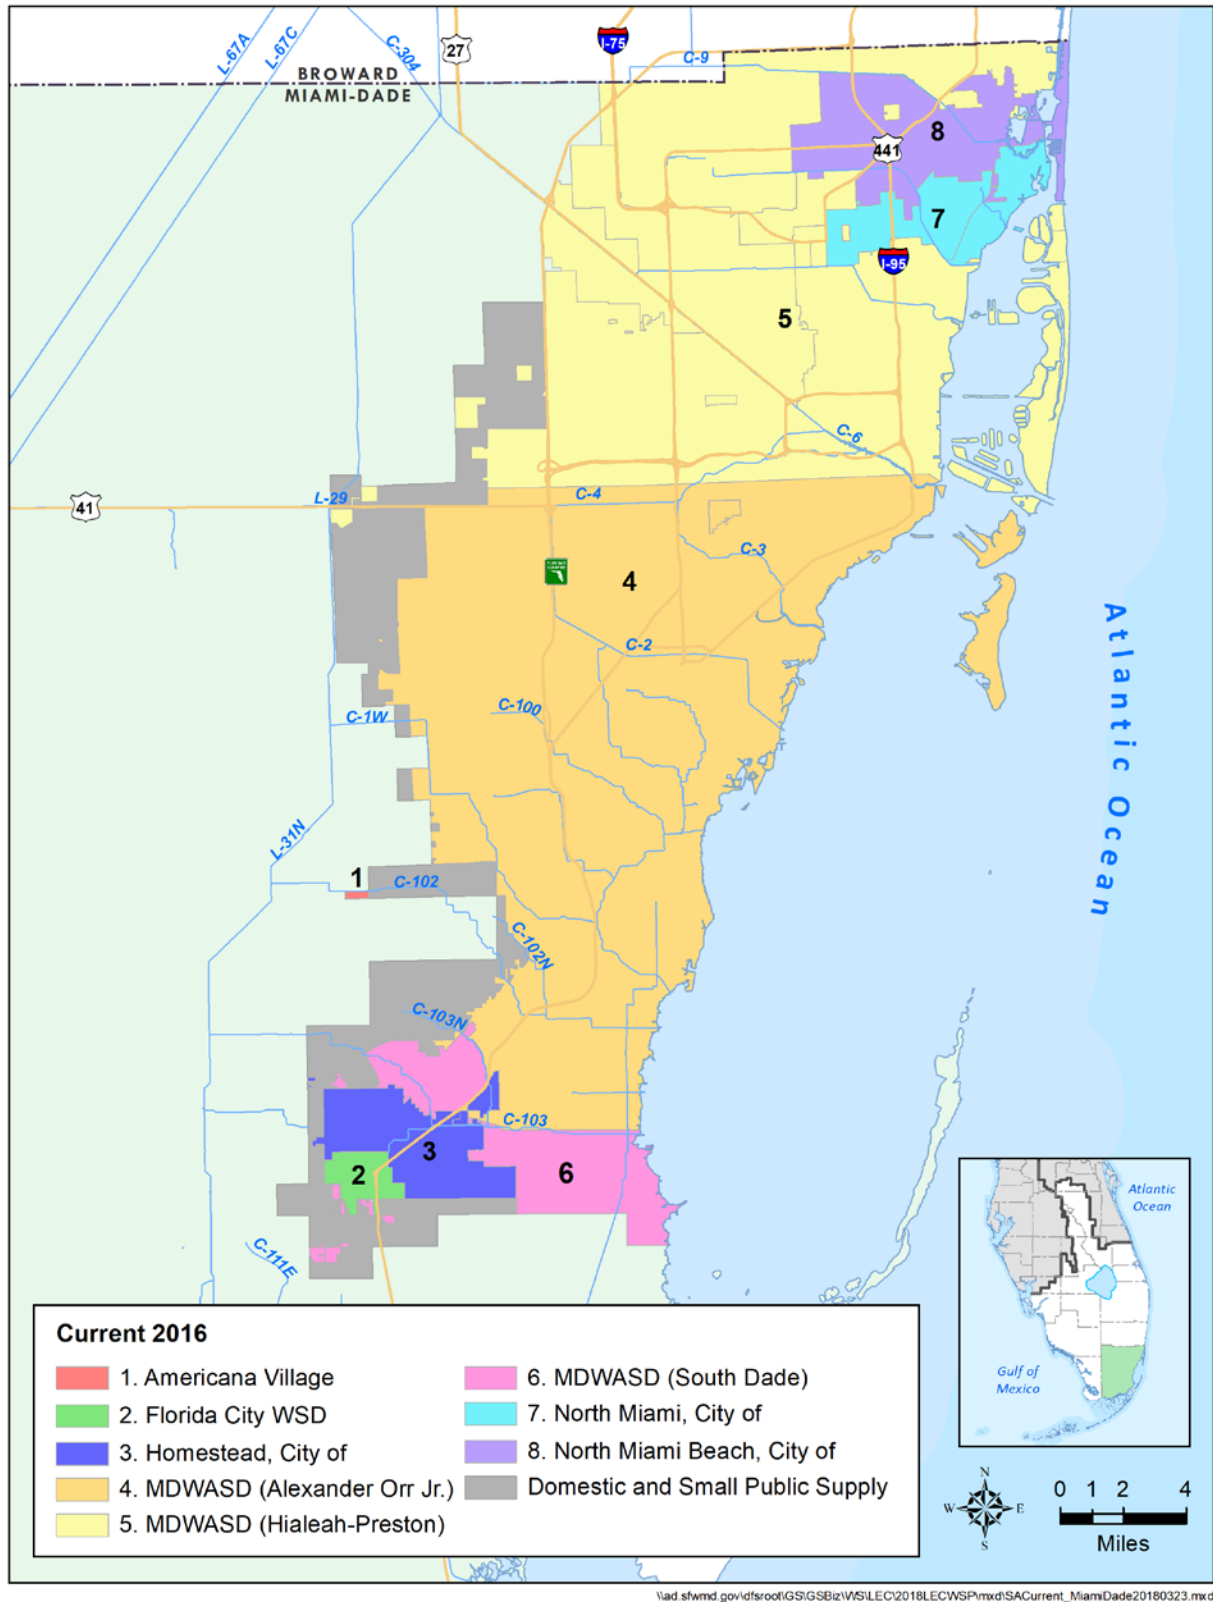 L-67A
L-67C
C-304
27
I-75
C-9
BROWARD
MIAMI-DADE
8
441
7
I-95
5
C-6
41
L-29
C-4
C-3
4
C-2
Atlantic Ocean
C-1W
C-100
L-31N
1
C-102
C-102N
C-103N
C-103
3
2
6
C-111E
Atlantic
Ocean
Gulf of
Mexico
Current 2016
1. Americana Village
2. Florida City WSD
3. Homestead, City of
4. MDWASD (Alexander Orr Jr.)
5. MDWASD (Hialeah-Preston)
6. MDWASD (South Dade)
7. North Miami, City of
8. North Miami Beach, City of
Domestic and Small Public Supply
N
W E
S
0 1 2 4
Miles
\\ad.sfwmd.gov\dfsroot\GS\GSBiz\WS\LEC\2018LECWSP\mxd\SACurrent_MiamiDade20180323.mxd